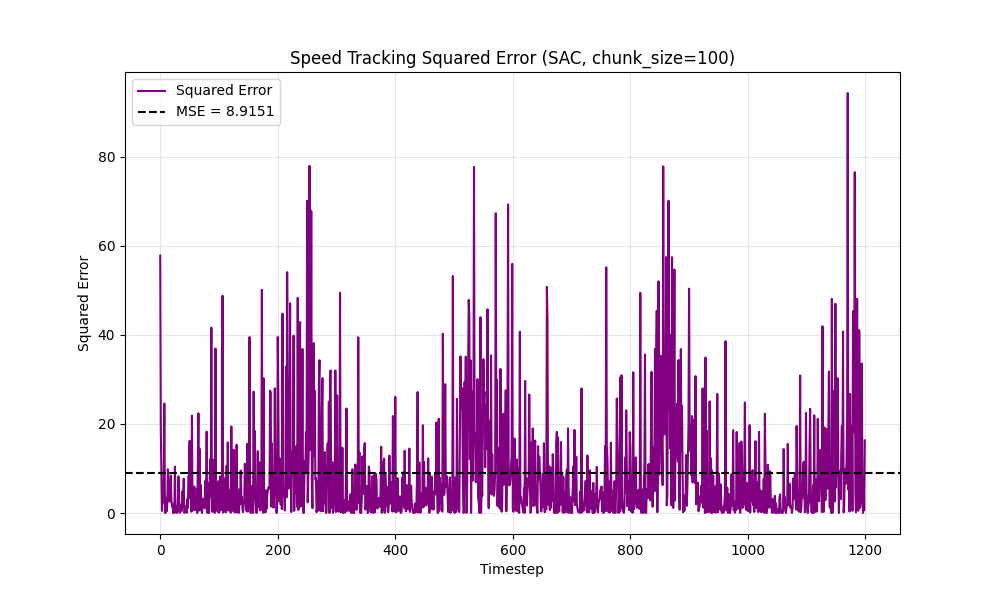 Speed Tracking Squared Error (SAC, chunk_size=100)
Squared Error
MSE = 8.9151
Squared Error
80
60
40
20
0
0 200 400 600 800 1000 1200
Timestep